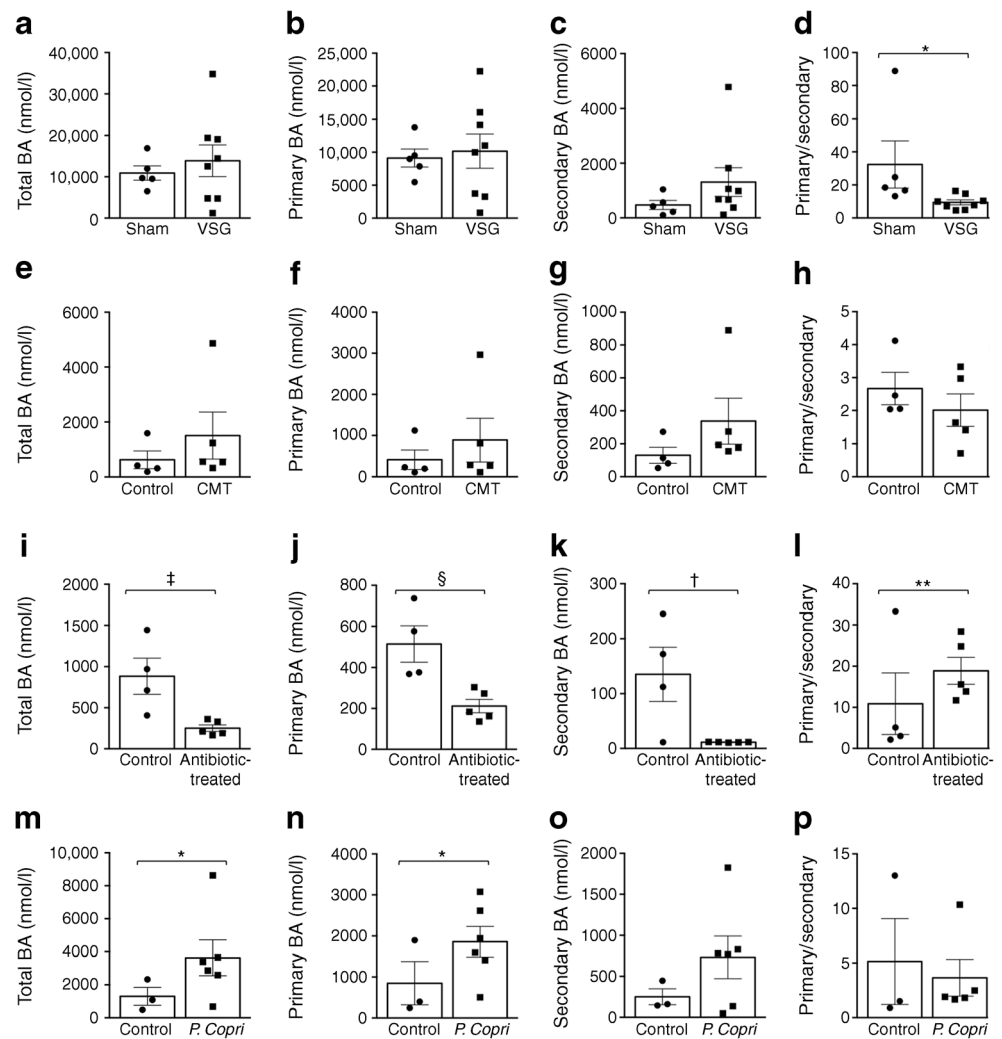 a b c d
Total BA (nmol/l)
40,000
30,000
20,000
10,000
0
Sham VSG
Primary BA (nmol/l)
25,000
20,000
15,000
10,000
5000
0
Sham VSG
Secondary BA (nmol/l)
6000
4000
2000
0
Sham VSG
Primary/secondary
100
80
60
40
20
0
*
Sham VSG
e f g h
Total BA (nmol/l)
6000
4000
2000
0
Control CMT
Primary BA (nmol/l)
4000
3000
2000
1000
0
Control CMT
Secondary BA (nmol/l)
1000
800
600
400
200
0
Control CMT
Primary/secondary
5
4
3
2
1
0
Control CMT
i j k l
Total BA (nmol/l)
2000
1500
1000
500
0
‡
Control Antibiotic-
treated
Primary BA (nmol/l)
800
600
400
200
0
§
Control Antibiotic-
treated
Secondary BA (nmol/l)
300
200
100
0
†
Control Antibiotic-
treated
Primary/secondary
40
30
20
10
0
**
Control Antibiotic-
treated
m n o p
Total BA (nmol/l)
10,000
8000
6000
4000
2000
0
*
Control P. Copri
Primary BA (nmol/l)
4000
3000
2000
1000
0
*
Control P. Copri
Secondary BA (nmol/l)
2000
1500
1000
500
0
Control P. Copri
Primary/secondary
15
10
5
0
Control P. Copri